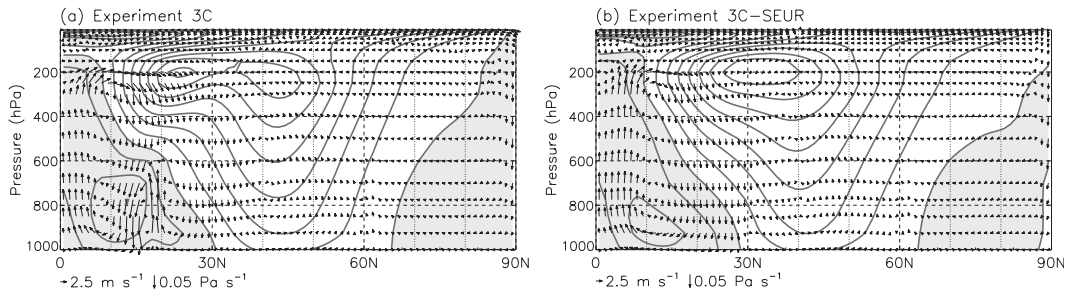 (a) Experiment 3C
Pressure (hPa)
200
400
600
800
1000
0 30N 60N 90N
2.5 m s⁻¹ 0.05 Pa s⁻¹
(b) Experiment 3C−SEUR
Pressure (hPa)
200
400
600
800
1000
0 30N 60N 90N
2.5 m s⁻¹ 0.05 Pa s⁻¹